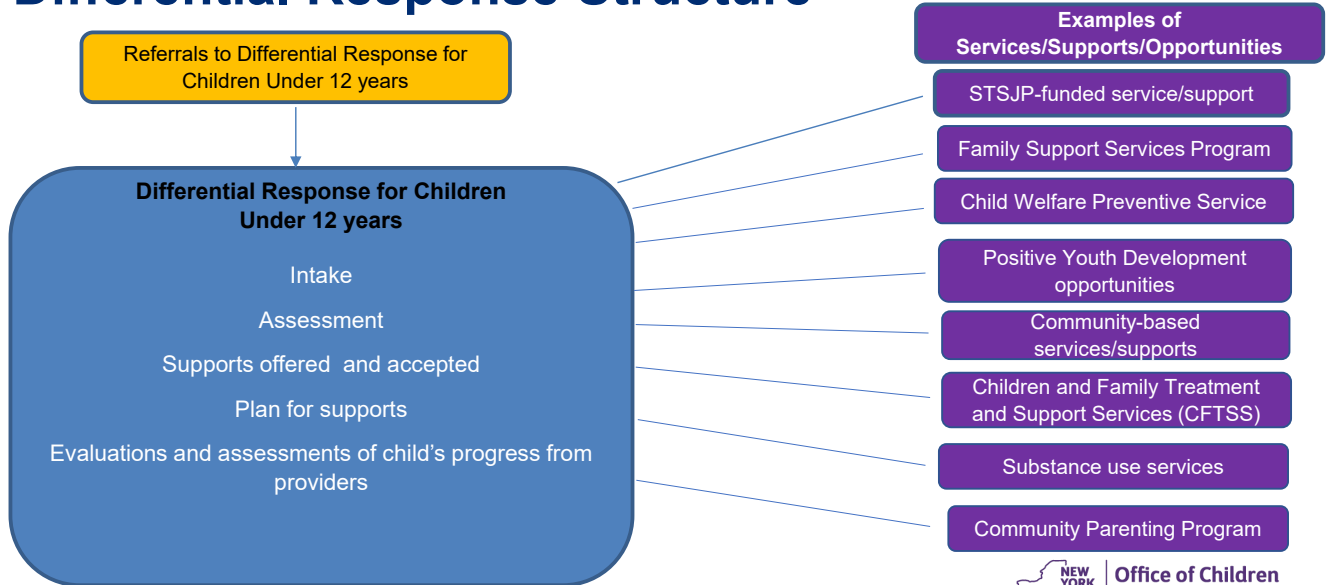 Differential Response Structure
Referrals to Differential Response for
Children Under 12 years
Differential Response for Children
Under 12 years
Intake
Assessment
Supports offered  and accepted
Plan for supports
Evaluations and assessments of child’s progress from
providers
Examples of
Services/Supports/Opportunities
STSJP-funded service/support
Family Support Services Program
Child Welfare Preventive Service
Positive Youth Development
opportunities
Community-based
services/supports
Children and Family Treatment
and Support Services (CFTSS)
Substance use services
Community Parenting Program
NEW
YORK
Office of Children